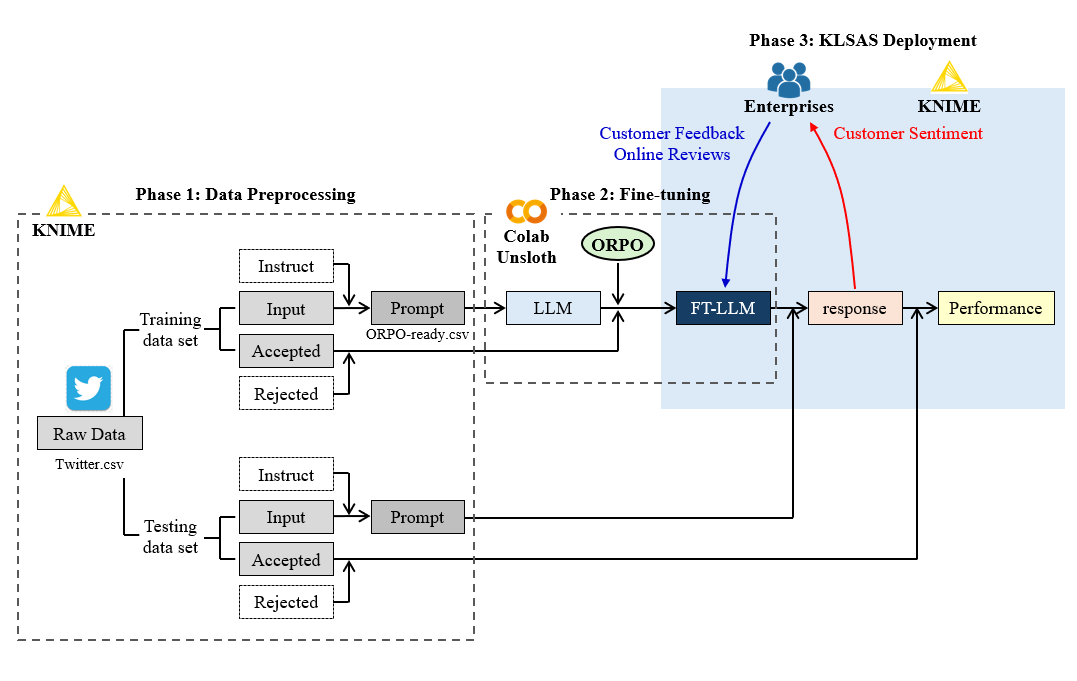 Phase 3: KLSAS Deployment
Enterprises
KNIME
Customer Feedback
Online Reviews
Customer Sentiment
Phase 1: Data Preprocessing
KNIME
Phase 2: Fine-tuning
Colab
Unsloth
ORPO
Instruct
Input
Prompt
ORPO-ready.csv
Accepted
Rejected
Training
data set
LLM
FT-LLM
response
Performance
Raw Data
Twitter.csv
Testing
data set
Instruct
Input
Prompt
Accepted
Rejected